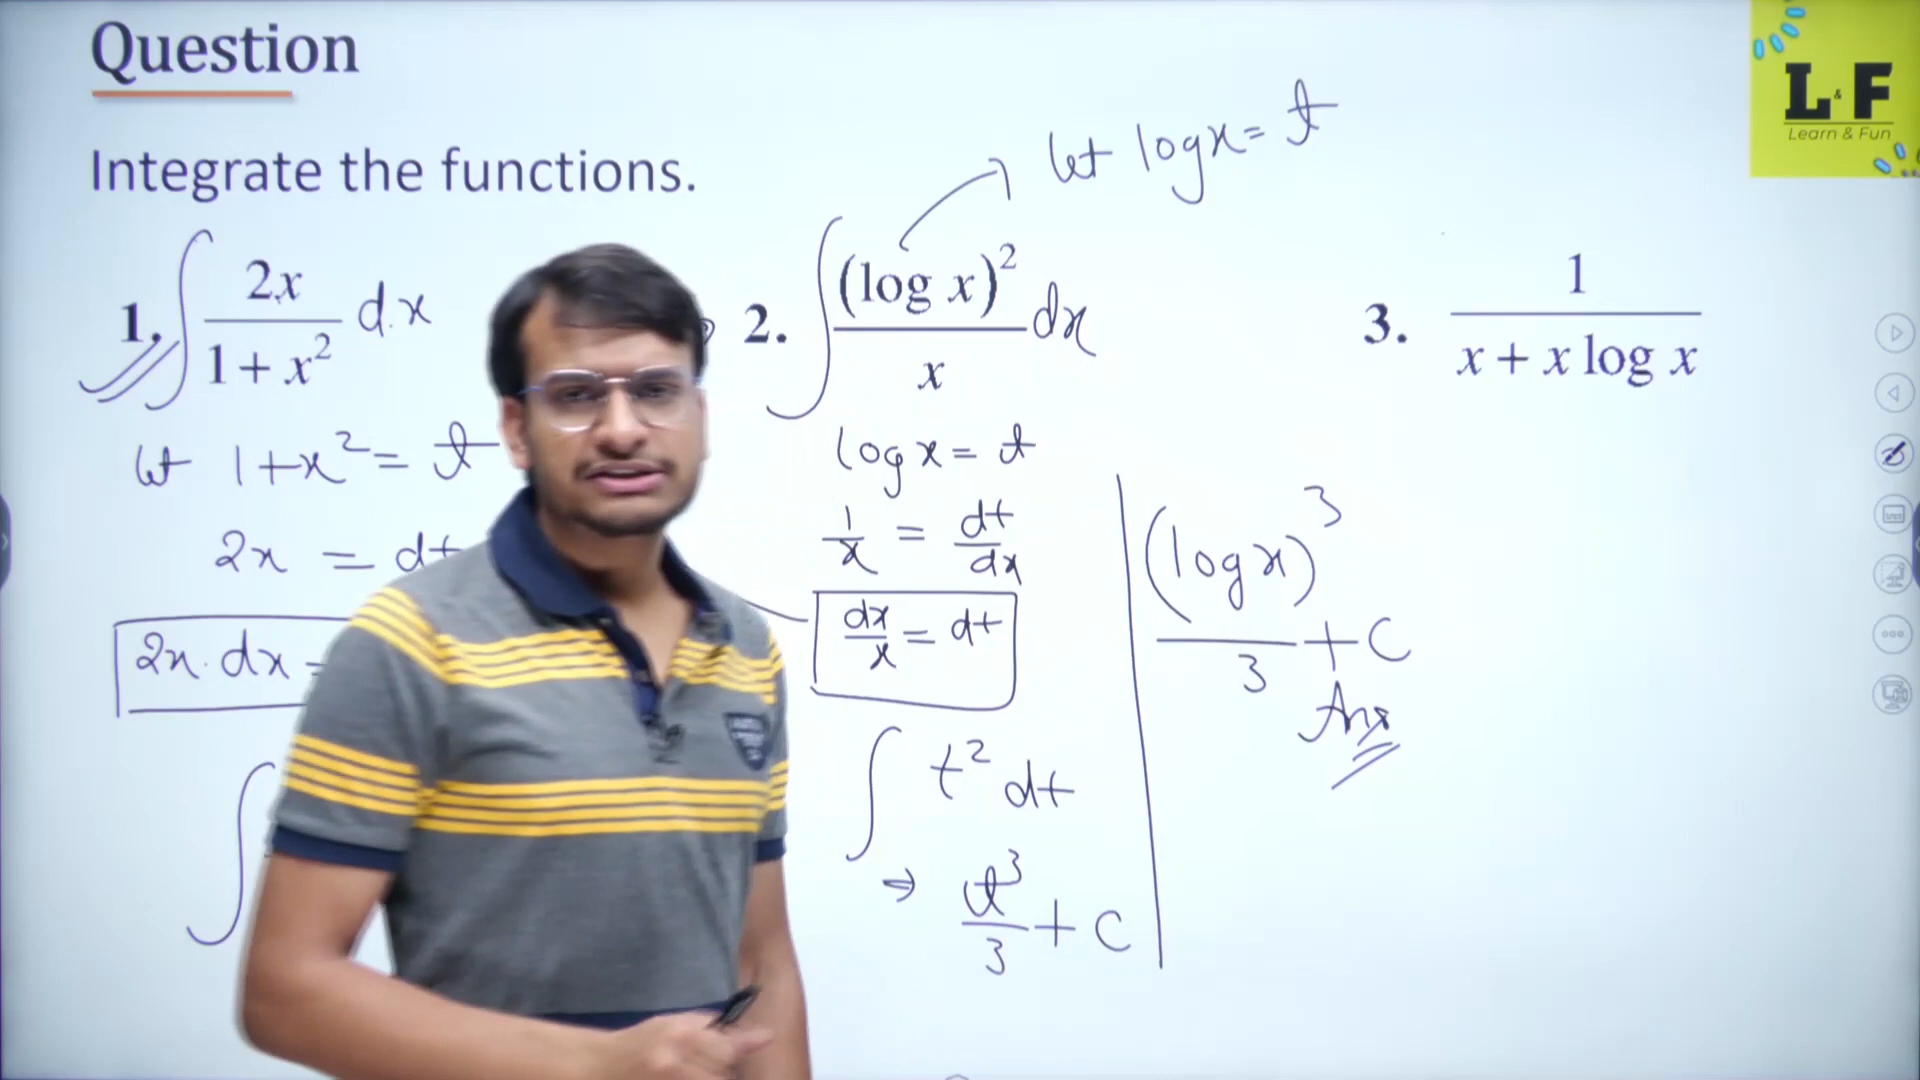 Question
L&F
Learn & Fun
Integrate the functions.
let log x = t
1. ∫ 2x / (1 + x²) d.x
let 1+x² = t
2x = dt
2x. dx =
∫
2. ∫ (log x)² / x dx
log x = t
1/x = dt/dx
dx/x = dt
∫ t² dt
⇒ t³/3 + C
(log x)³/3 + C
Ans
3. 1 / (x + x log x)